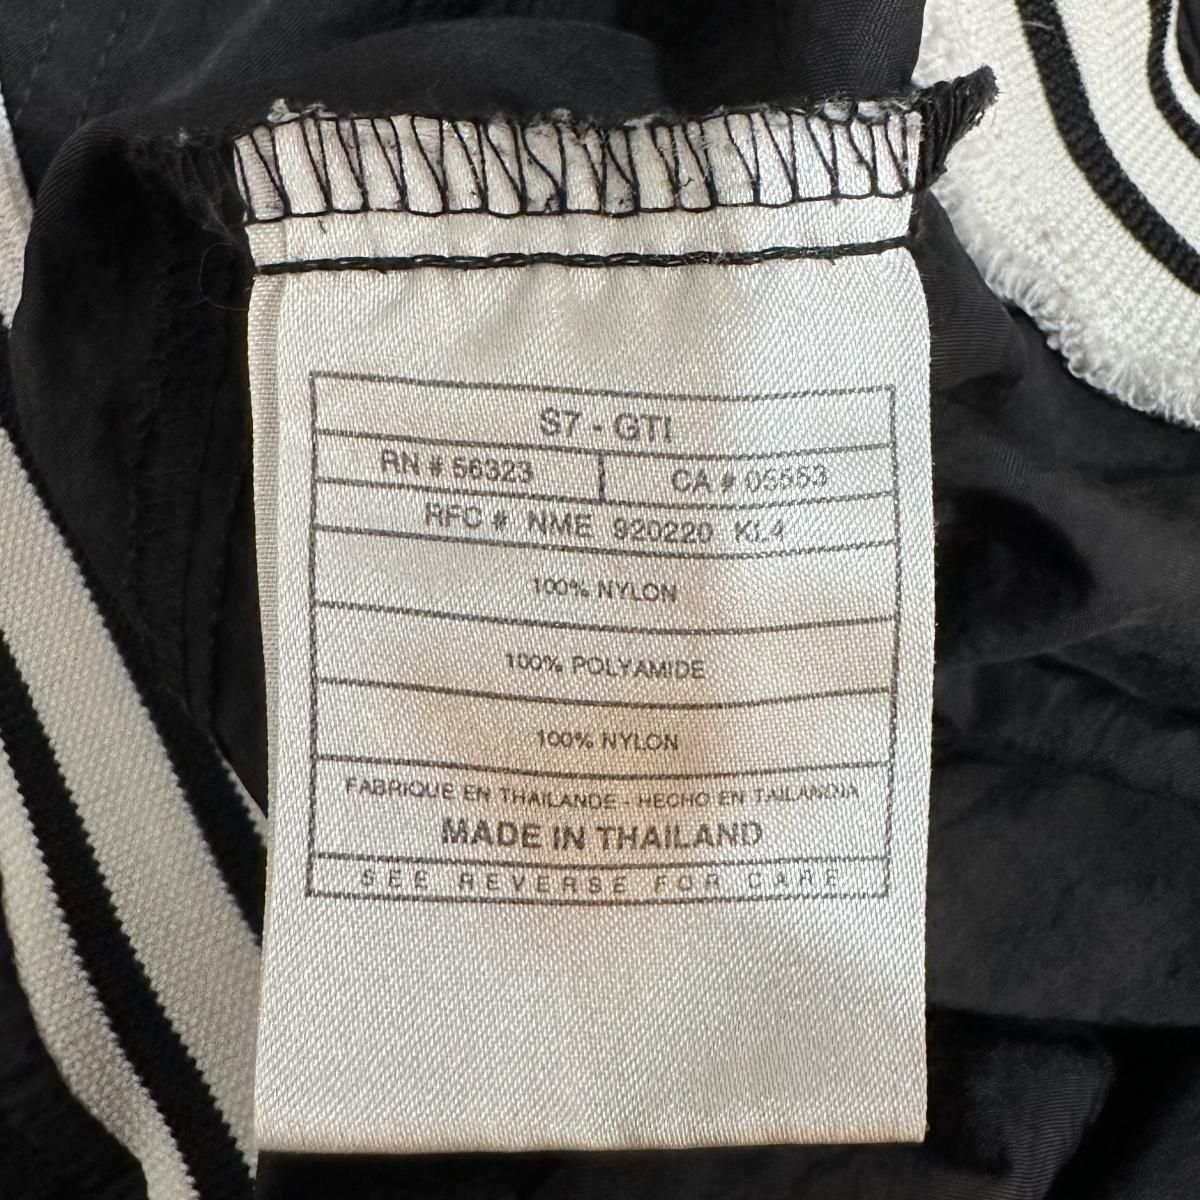 S7 - GTI
RN # 56323 CA # 05553
RFC # NME 920220 KL4
100% NYLON
100% POLYAMIDE
100% NYLON
FABRIQUE EN THAILANDE - HECHO EN TAILANDIA
MADE IN THAILAND
SEE REVERSE FOR CARE